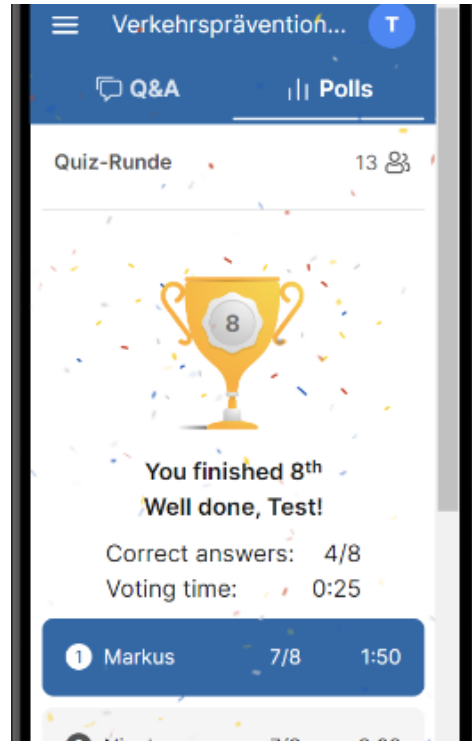 Verkehrsprävention...
T
Q&A
Polls
Quiz-Runde
13
8
You finished 8th
Well done, Test!
Correct answers: 4/8
Voting time: 0:25
1 Markus 7/8 1:50